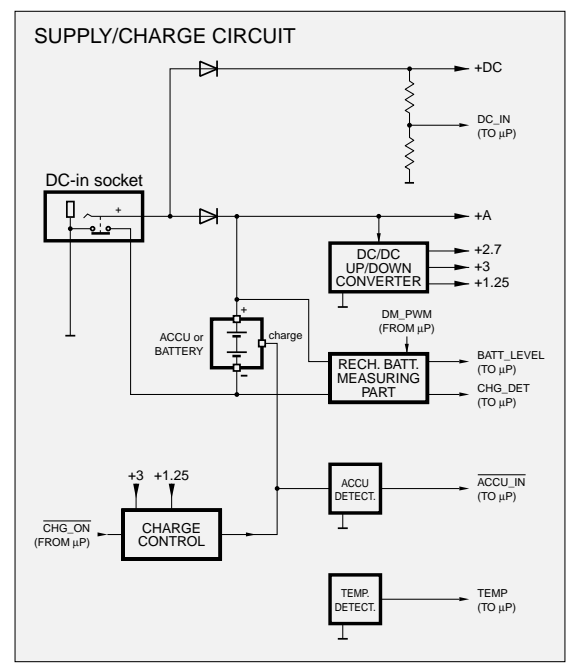 SUPPLY/CHARGE CIRCUIT
+DC
DC_IN
(TO µP)
DC-in socket
+
+A
DC/DC
UP/DOWN
CONVERTER
+2.7
+3
+1.25
DM_PWM
(FROM µP)
+
ACCU or
BATTERY
charge
–
RECH. BATT.
MEASURING
PART
BATT_LEVEL
(TO µP)
CHG_DET
(TO µP)
+3 +1.25
ACCU
DETECT.
ACCU_IN
(TO µP)
CHG_ON
(FROM µP)
CHARGE
CONTROL
TEMP.
DETECT.
TEMP
(TO µP)